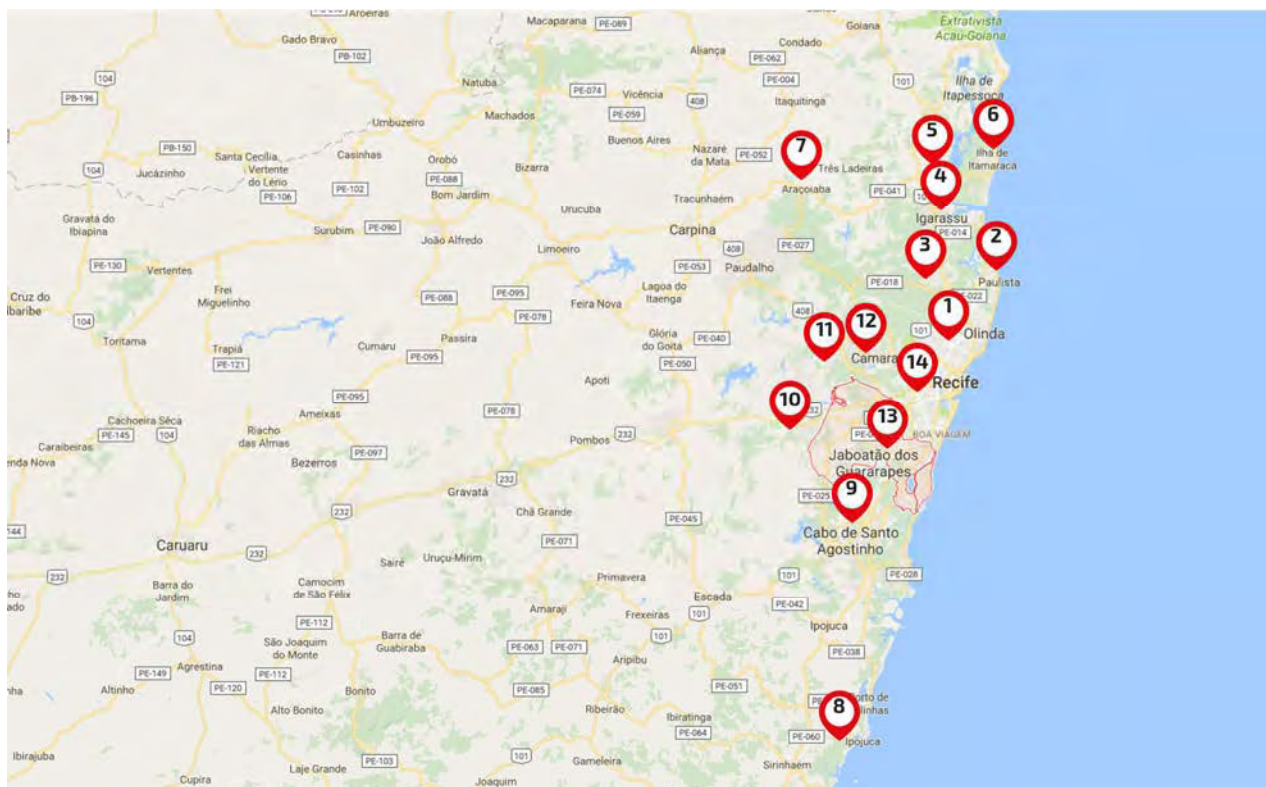 Aroeiras
Macaparana
PE-089
Goiana
Extrativista
Acaú-Goiana
Gado Bravo
PB-102
Aliança
Condado
PE-062
104
PB-196
Natuba
PE-074
Vicência
408
PE-004
101
Ilha de
Itapessoca
Itaquitinga
Machados
PE-059
Umbuzeiro
Buenos Aires
Nazaré
da Mata
PE-052
7
5
6
PB-150
Santa Cecília
Casinhas
Orobó
Bizarra
Três Ladeiras
Ilha de
Itamaraca
104
Jucázinho
Vertente
do Lério
PE-102
PE-088
Araçoiaba
PE-041
4
PE-106
Bom Jardim
Tracunhaém
Urucuba
Gravatá do
Ibiapina
Surubim
PE-090
João Alfredo
Limoeiro
Carpina
Igarassu
PE-014
408
PE-027
3
2
PE-130
Vertentes
PE-053
Paudalho
PE-018
Paulista
Frei
Miguelinho
PE-088
PE-095
Lagoa do
Itaenga
PE-022
Cruz do
ibaribe
Feira Nova
408
1
104
PE-078
11
12
101
Olinda
Toritama
Trapiá
Cumaru
Passira
PE-095
Glória
do Goitá
PE-040
Camara
PE-121
PE-050
14
Recife
Apoti
PE-095
Ameixas
PE-078
10
232
13
Cachoeira Sêca
PE-145
104
Riacho
das Almas
Pombos
232
BOA VIAGEM
Caraibeiras
PE-097
Jaboatão dos
Guararapes
nda Nova
Bezerros
232
Gravatá
9
PE-025
232
Chã Grande
PE-045
144
Cabo de Santo
Agostinho
Caruaru
232
PE-071
Sairé
Uruçu-Mirim
232
Barra do
Jardim
Camocim
de São Félix
Primavera
101
PE-028
ho
ado
Escada
PE-042
PE-112
Amaraji
Frexeiras
101
Ipojuca
104
São Joaquim
do Monte
Barra de
Guabiraba
101
PE-063
PE-071
PE-038
Agrestina
Aripibu
PE-149
PE-112
nha
Altinho
PE-120
Bonito
PE-085
PE-051
Alto Bonito
Ribeirão
Ibiratinga
8
PE-064
PE-060
Ipojuca
Ibirajuba
101
PE-103
Gameleira
Sirinhaém
Laje Grande
Cupira
Joaquim